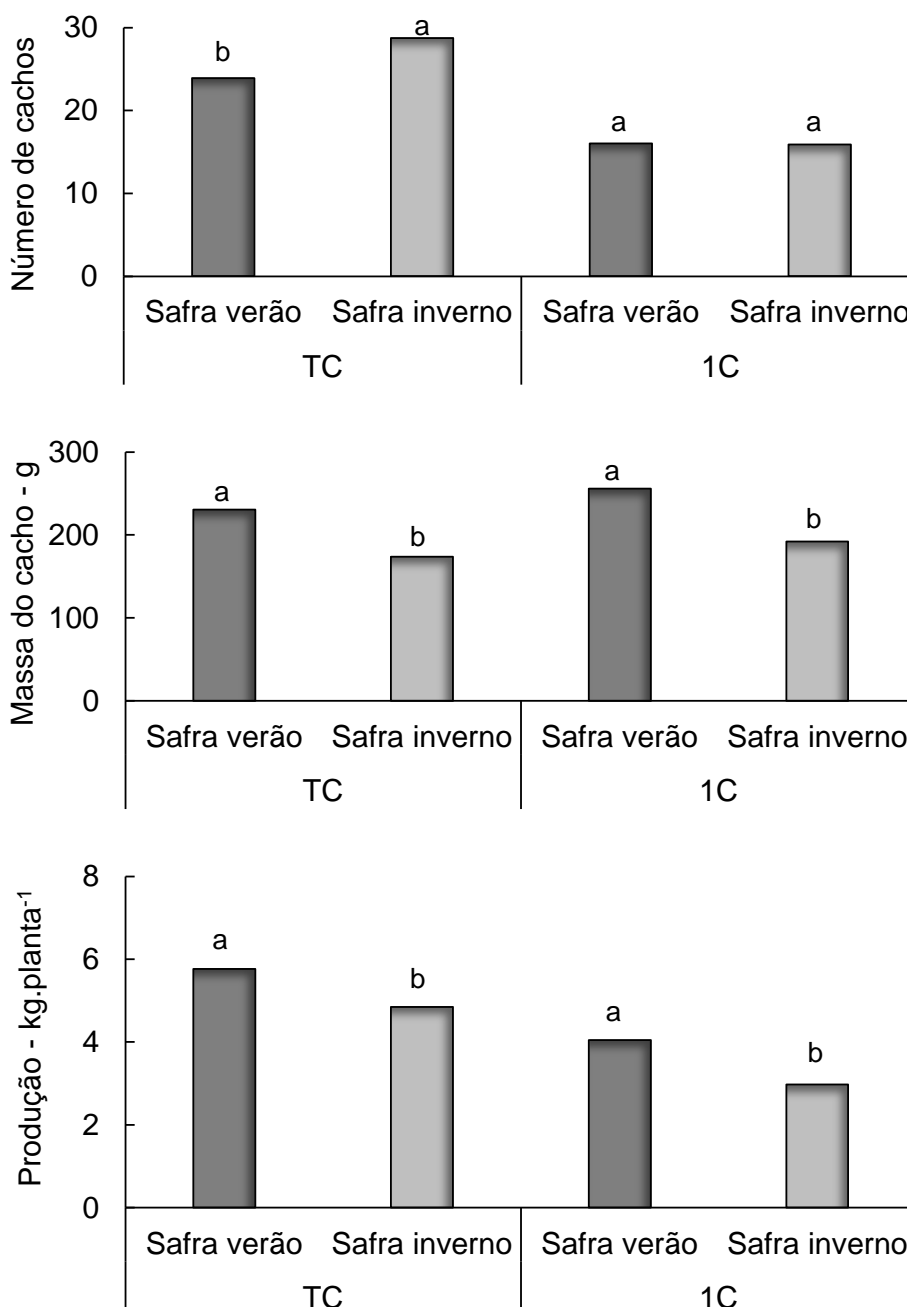 Número de cachos
30
20
10
0
b
a
a
a
Safra verão Safra inverno Safra verão Safra inverno
TC 1C
Massa do cacho - g
300
200
100
0
a
b
a
b
Safra verão Safra inverno Safra verão Safra inverno
TC 1C
Produção - kg.planta⁻¹
8
6
4
2
0
a
b
a
b
Safra verão Safra inverno Safra verão Safra inverno
TC 1C